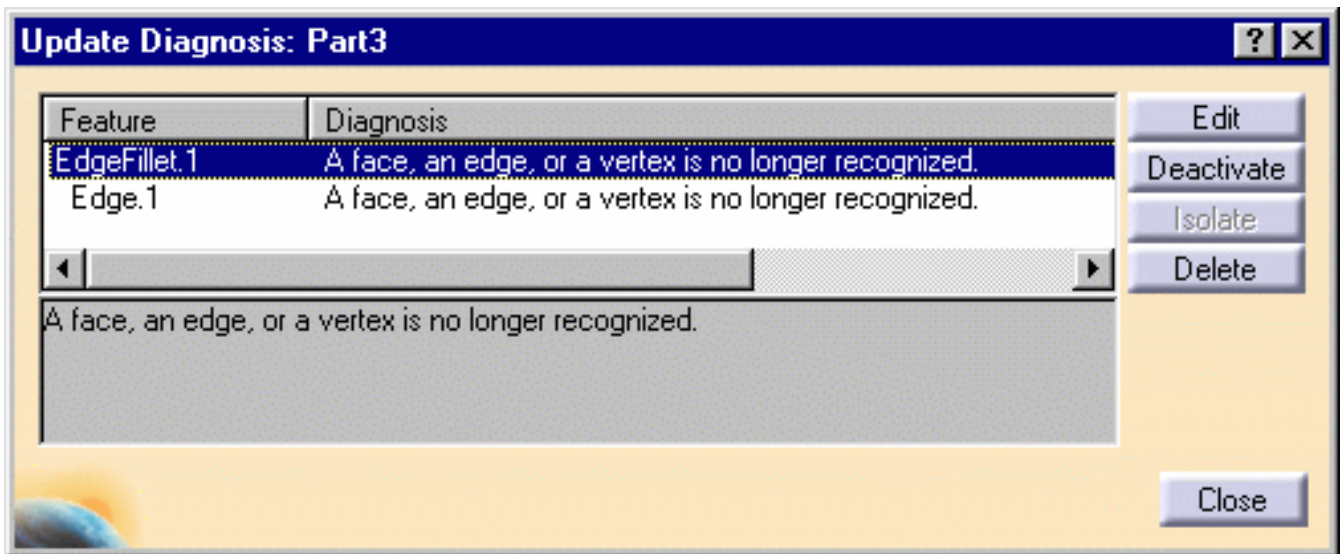 Update Diagnosis: Part3
Feature Diagnosis
EdgeFillet.1 A face, an edge, or a vertex is no longer recognized.
Edge.1 A face, an edge, or a vertex is no longer recognized.
A face, an edge, or a vertex is no longer recognized.
Edit
Deactivate
Isolate
Delete
Close